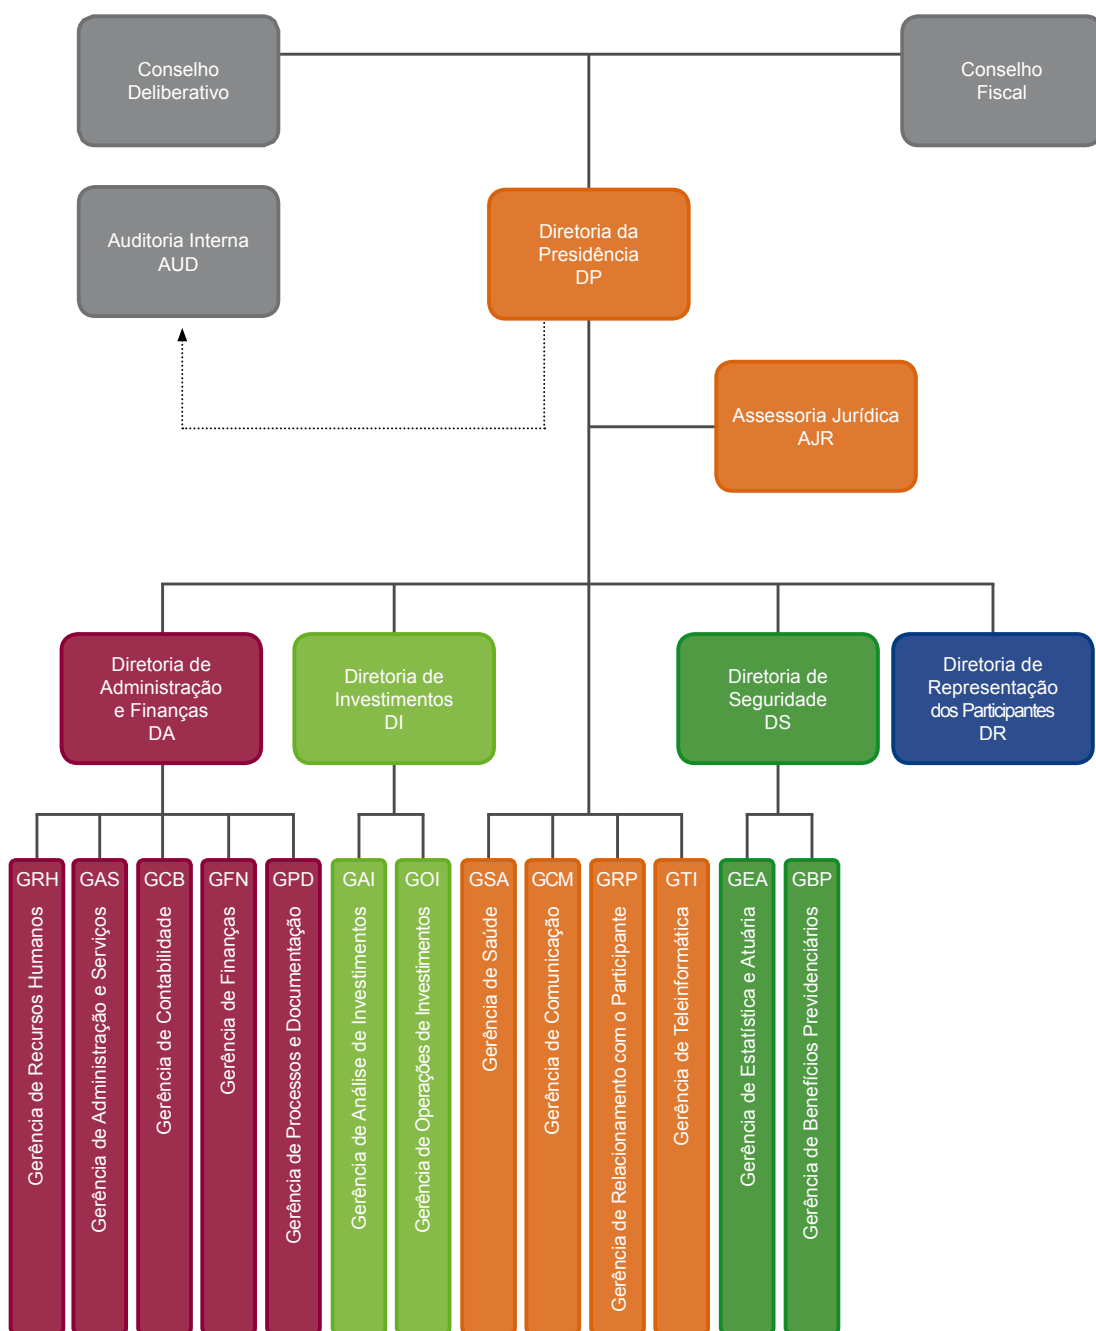 Conselho
Deliberativo
Conselho
Fiscal
Auditoria Interna
AUD
Diretoria da
Presidência
DP
Assessoria Jurídica
AJR
Diretoria de
Administração
e Finanças
DA
Diretoria de
Investimentos
DI
Diretoria de
Seguridade
DS
Diretoria de
Representação
dos Participantes
DR
GRH
Gerência de Recursos Humanos
GAS
Gerência de Administração e Serviços
GCB
Gerência de Contabilidade
GFN
Gerência de Finanças
GPD
Gerência de Processos e Documentação
GAI
Gerência de Análise de Investimentos
GOI
Gerência de Operações de Investimentos
GSA
Gerência de Saúde
GCM
Gerência de Comunicação
GRP
Gerência de Relacionamento com o Participante
GTI
Gerência de Teleinformática
GEA
Gerência de Estatística e Atuária
GBP
Gerência de Benefícios Previdenciários